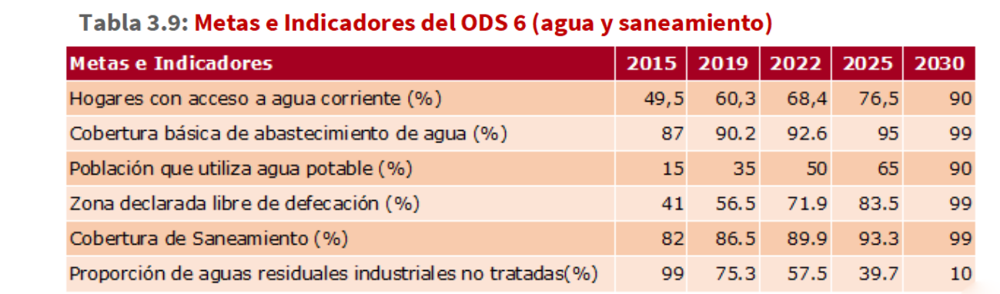 Tabla 3.9: Metas e Indicadores del ODS 6 (agua y saneamiento)
Metas e Indicadores 2015 2019 2022 2025 2030
Hogares con acceso a agua corriente (%) 49,5 60,3 68,4 76,5 90
Cobertura básica de abastecimiento de agua (%) 87 90.2 92.6 95 99
Población que utiliza agua potable (%) 15 35 50 65 90
Zona declarada libre de defecación (%) 41 56.5 71.9 83.5 99
Cobertura de Saneamiento (%) 82 86.5 89.9 93.3 99
Proporción de aguas residuales industriales no tratadas(%) 99 75.3 57.5 39.7 10